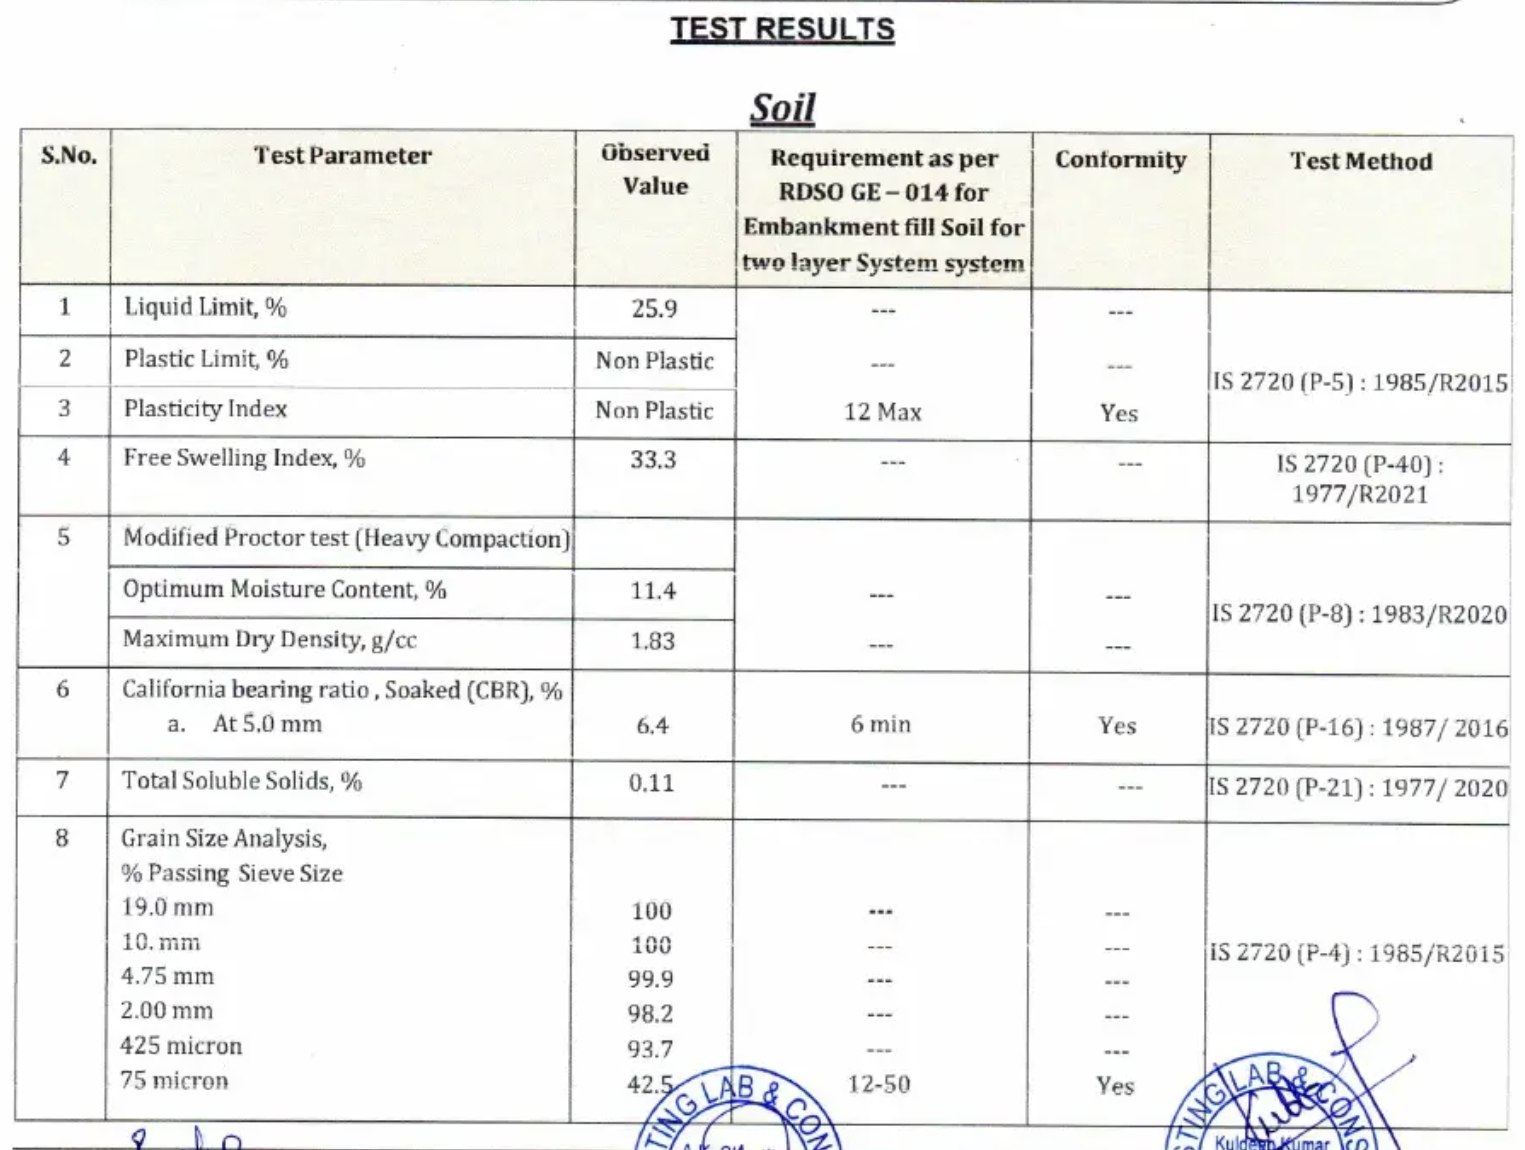 TEST RESULTS
Soil
S.No. Test Parameter Observed Value Requirement as per RDSO GE – 014 for Embankment fill Soil for two layer System system Conformity Test Method
1 Liquid Limit, % 25.9 --- ---
2 Plastic Limit, % Non Plastic --- ---
IS 2720 (P-5) : 1985/R2015
3 Plasticity Index Non Plastic 12 Max Yes
4 Free Swelling Index, % 33.3 --- --- IS 2720 (P-40) : 1977/R2021
5 Modified Proctor test (Heavy Compaction)
Optimum Moisture Content, % 11.4 --- ---
IS 2720 (P-8) : 1983/R2020
Maximum Dry Density, g/cc 1.83 --- ---
6 California bearing ratio , Soaked (CBR), %
a. At 5.0 mm 6.4 6 min Yes IS 2720 (P-16) : 1987/ 2016
7 Total Soluble Solids, % 0.11 --- --- IS 2720 (P-21) : 1977/ 2020
8 Grain Size Analysis,
% Passing Sieve Size
19.0 mm 100 --- ---
10. mm 100 --- --- IS 2720 (P-4) : 1985/R2015
4.75 mm 99.9 --- ---
2.00 mm 98.2 --- ---
425 micron 93.7 --- ---
75 micron 42.5 12-50 Yes
TING LAB & CON
TING LAB & CONS
Kuldeep Kumar